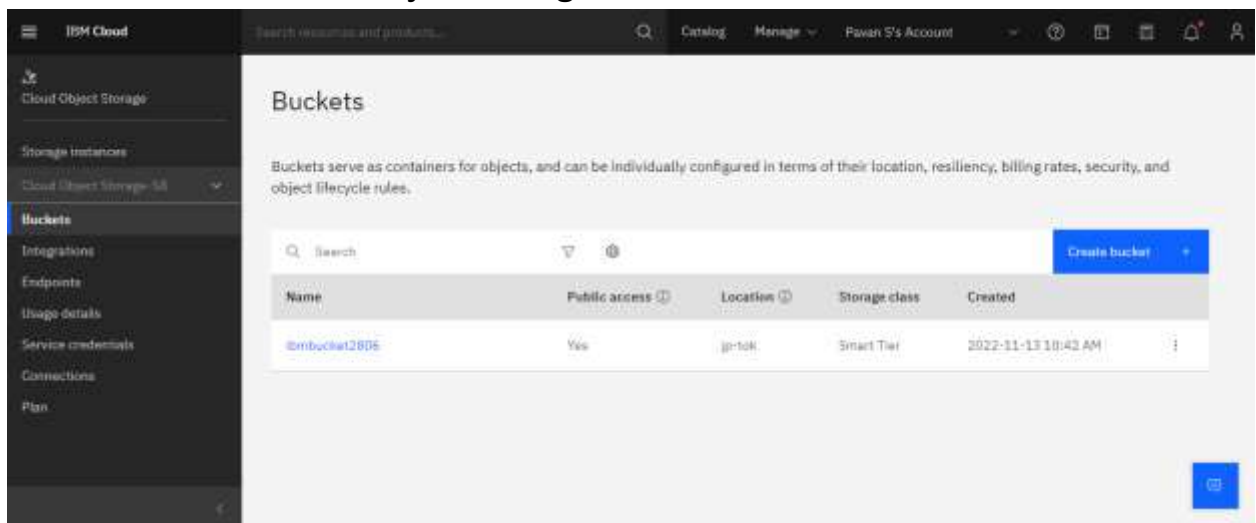 IBM Cloud
Search resources and products...
Catalog
Manage
Pavan S's Account
Cloud Object Storage
Storage instances
Cloud Object Storage-
Buckets
Integrations
Endpoints
Usage details
Service credentials
Connections
Plan
Buckets
Buckets serve as containers for objects, and can be individually configured in terms of their location, resiliency, billing rates, security, and
object lifecycle rules.
Search
Create bucket +
Name Public access Location Storage class Created
ibmbucket2806 Yes jp-tok Smart Tier 2022-11-13 10:42 AM